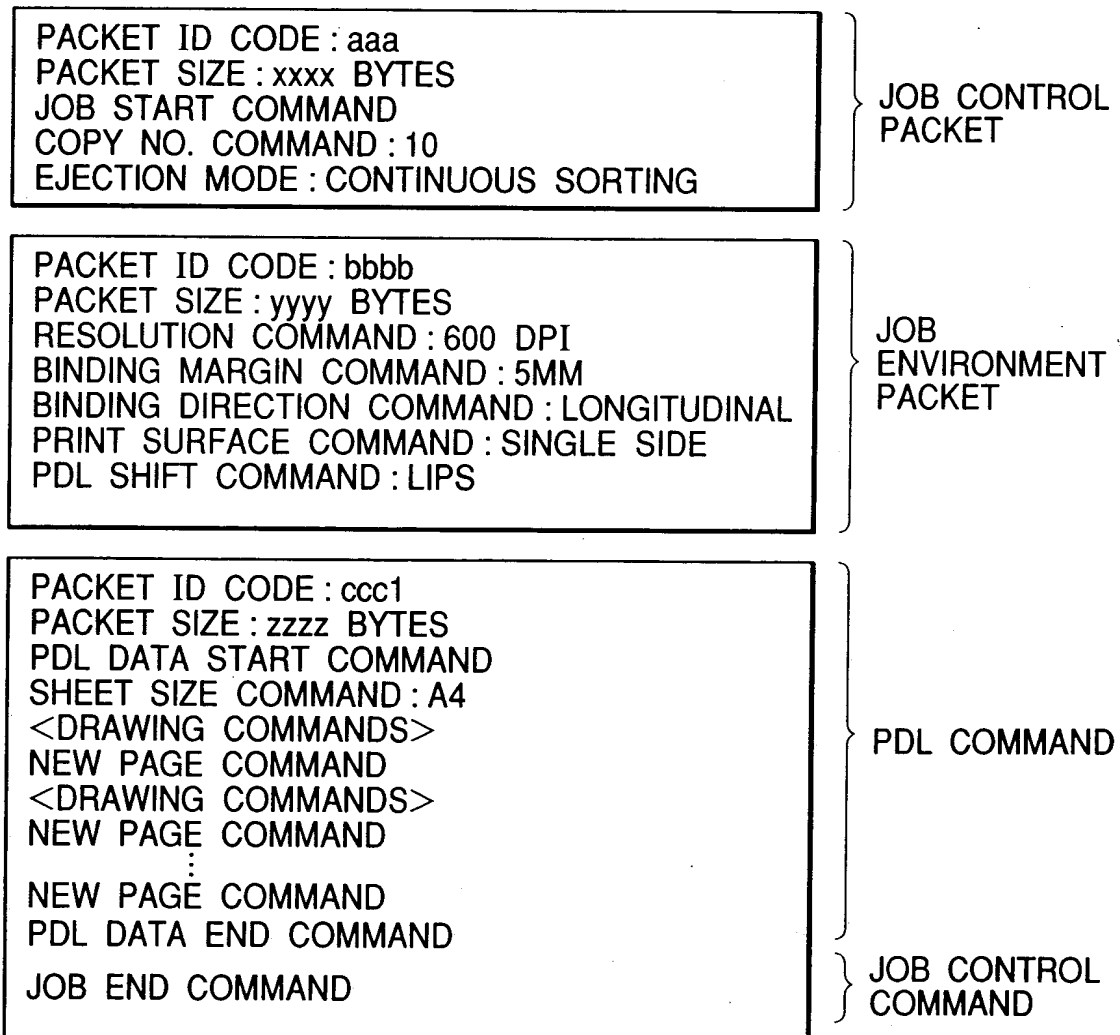 PACKET ID CODE : aaa
PACKET SIZE : xxxx BYTES
JOB START COMMAND
COPY NO. COMMAND : 10
EJECTION MODE : CONTINUOUS SORTING
JOB CONTROL
PACKET
PACKET ID CODE : bbbb
PACKET SIZE : yyyy BYTES
RESOLUTION COMMAND : 600 DPI
BINDING MARGIN COMMAND : 5MM
BINDING DIRECTION COMMAND : LONGITUDINAL
PRINT SURFACE COMMAND : SINGLE SIDE
PDL SHIFT COMMAND : LIPS
JOB
ENVIRONMENT
PACKET
PACKET ID CODE : ccc1
PACKET SIZE : zzzz BYTES
PDL DATA START COMMAND
SHEET SIZE COMMAND : A4
<DRAWING COMMANDS>
NEW PAGE COMMAND
<DRAWING COMMANDS>
NEW PAGE COMMAND
⋮
NEW PAGE COMMAND
PDL DATA END COMMAND
PDL COMMAND
JOB END COMMAND
JOB CONTROL
COMMAND